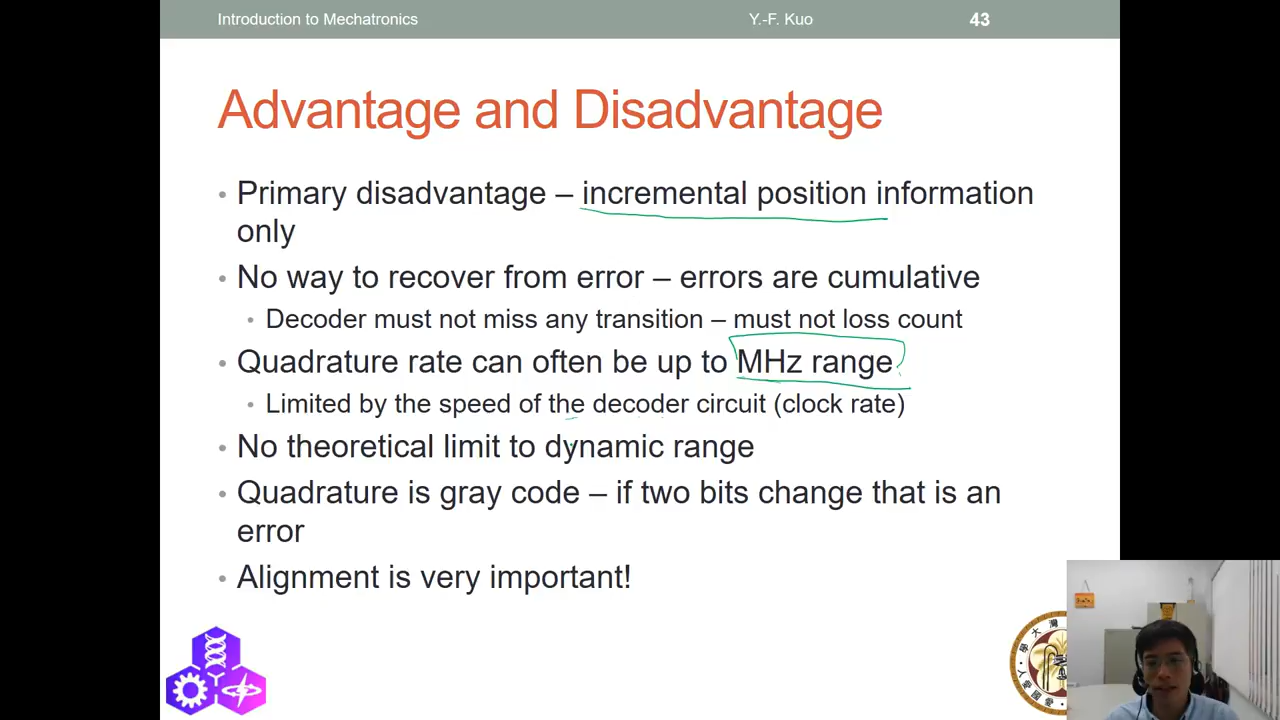 Introduction to Mechatronics
Y.-F. Kuo
43
Advantage and Disadvantage
• Primary disadvantage – incremental position information
only
• No way to recover from error – errors are cumulative
• Decoder must not miss any transition – must not loss count
• Quadrature rate can often be up to MHz range
• Limited by the speed of the decoder circuit (clock rate)
• No theoretical limit to dynamic range
• Quadrature is gray code – if two bits change that is an
error
• Alignment is very important!